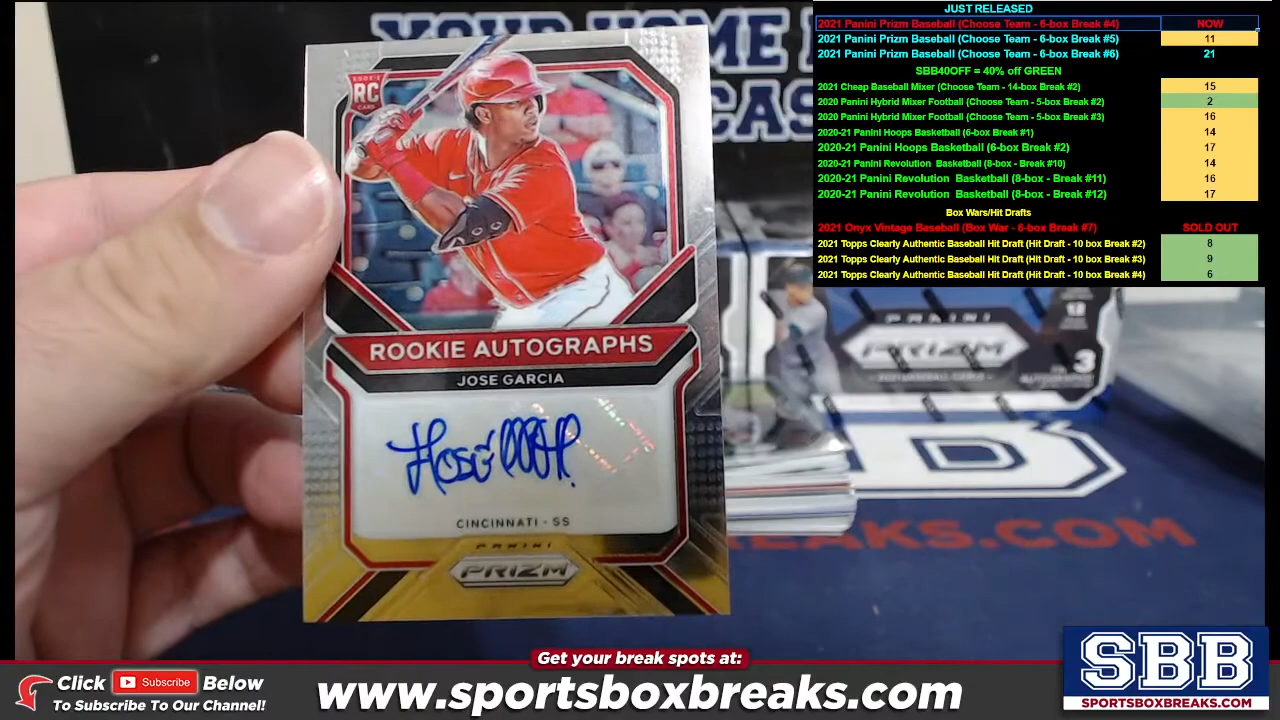 JUST RELEASED
2021 Panini Prizm Baseball (Choose Team - 6-box Break #4) NOW
2021 Panini Prizm Baseball (Choose Team - 6-box Break #5) 11
2021 Panini Prizm Baseball (Choose Team - 6-box Break #6) 21
SBB40OFF = 40% off GREEN
2021 Cheap Baseball Mixer (Choose Team - 14-box Break #2) 15
2020 Panini Hybrid Mixer Football (Choose Team - 5-box Break #2) 2
2020 Panini Hybrid Mixer Football (Choose Team - 5-box Break #3) 16
2020-21 Panini Hoops Basketball (6-box Break #1) 14
2020-21 Panini Hoops Basketball (6-box Break #2) 17
2020-21 Panini Revolution Basketball (8-box - Break #10) 14
2020-21 Panini Revolution Basketball (8-box - Break #11) 16
2020-21 Panini Revolution Basketball (8-box - Break #12) 17
Box Wars/Hit Drafts
2021 Onyx Vintage Baseball (Box War - 6-box Break #7) SOLD OUT
2021 Topps Clearly Authentic Baseball Hit Draft (Hit Draft - 10 box Break #2) 8
2021 Topps Clearly Authentic Baseball Hit Draft (Hit Draft - 10 box Break #3) 9
2021 Topps Clearly Authentic Baseball Hit Draft (Hit Draft - 10 box Break #4) 6
YOUR HOME
CAS
ROOKIE
RC
CARD
ROOKIE AUTOGRAPHS
JOSE GARCIA
CINCINNATI - SS
PANINI
PRIZM
PANINI
PRIZM
12
3
D
REAKS.COM
Get your break spots at:
Click Subscribe Below
To Subscribe To Our Channel!
www.sportsboxbreaks.com
SBB
SPORTSBOXBREAKS.COM